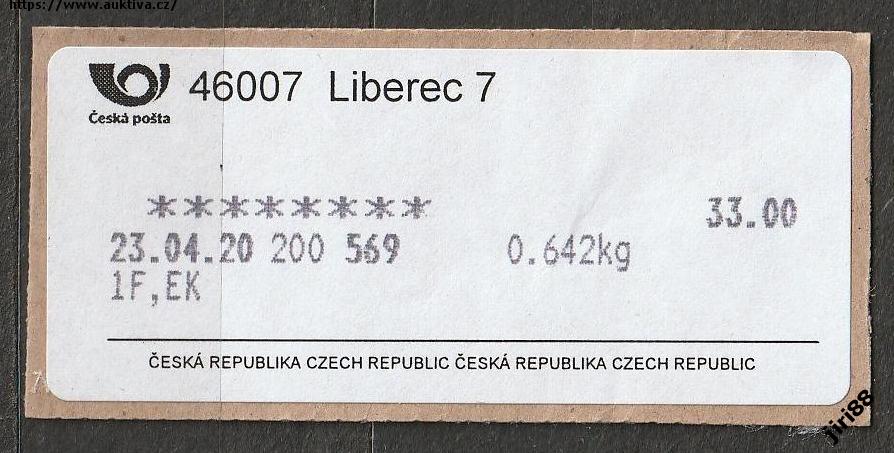 https://www.auktiva.cz/
Česká pošta
46007 Liberec 7
********
33.00
23.04.20 200 569 0.642kg
1F,EK
ČESKÁ REPUBLIKA CZECH REPUBLIC ČESKÁ REPUBLIKA CZECH REPUBLIC
jiri88